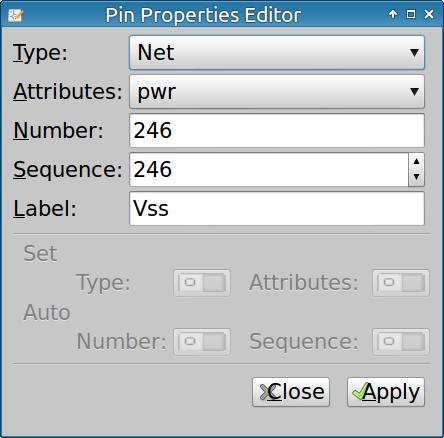 Pin Properties Editor
Type: Net
Attributes: pwr
Number: 246
Sequence: 246
Label: Vss
Set
Type: Attributes:
Auto
Number: Sequence:
Close Apply